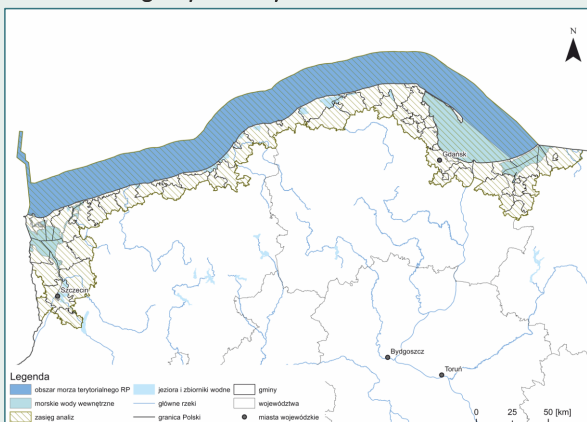 N
Gdańsk
Szczecin
Bydgoszcz
Toruń
Legenda
obszar morza terytorialnego RP
jeziora i zbiorniki wodne
gminy
morskie wody wewnętrzne
główne rzeki
województwa
zasięg analiz
granica Polski
miasta wojewódzkie
0 25 50 [km]